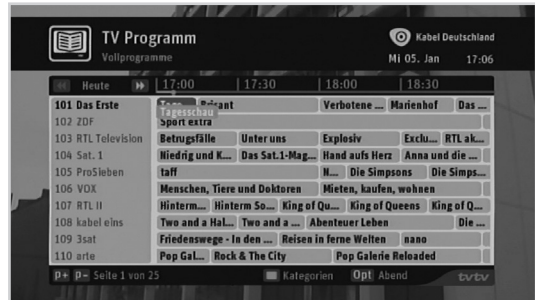 TV Programm
Vollprogramme
Kabel Deutschland
Mi 05. Jan 17:06
Heute 17:00 17:30 18:00 18:30
101 Das Erste Tage... Brisant Verbotene ... Marienhof Das ...
Tagesschau
102 ZDF Sport extra
103 RTL Television Betrugsfälle Unter uns Explosiv Exclu... RTL ak...
104 Sat. 1 Niedrig und K... Das Sat.1-Mag... Hand aufs Herz Anna und die ...
105 ProSieben taff N... Die Simpsons Die Simps...
106 VOX Menschen, Tiere und Doktoren Mieten, kaufen, wohnen
107 RTL II Hinterm... Hinterm So... King of Qu... King of Queens King of Q...
108 kabel eins Two and a Hal... Two and a ... Abenteuer Leben Die ...
109 3sat Friedenswege - In den ... Reisen in ferne Welten nano
110 arte Pop Gal... Rock & The City Pop Galerie Reloaded
P+ P- Seite 1 von 25 Kategorien Opt Abend tvtv